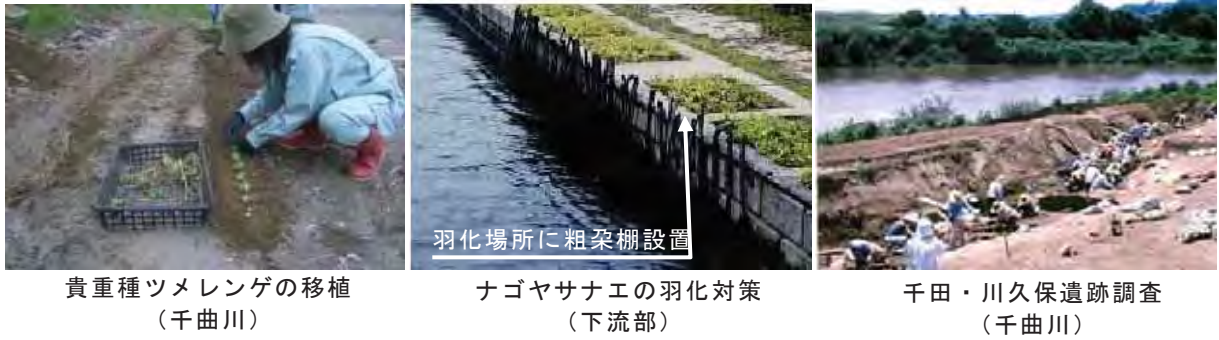 羽化場所に粗朶棚設置
貴重種ツメレンゲの移植
（千曲川）
ナゴヤサナエの羽化対策
（下流部）
千田・川久保遺跡調査
（千曲川）